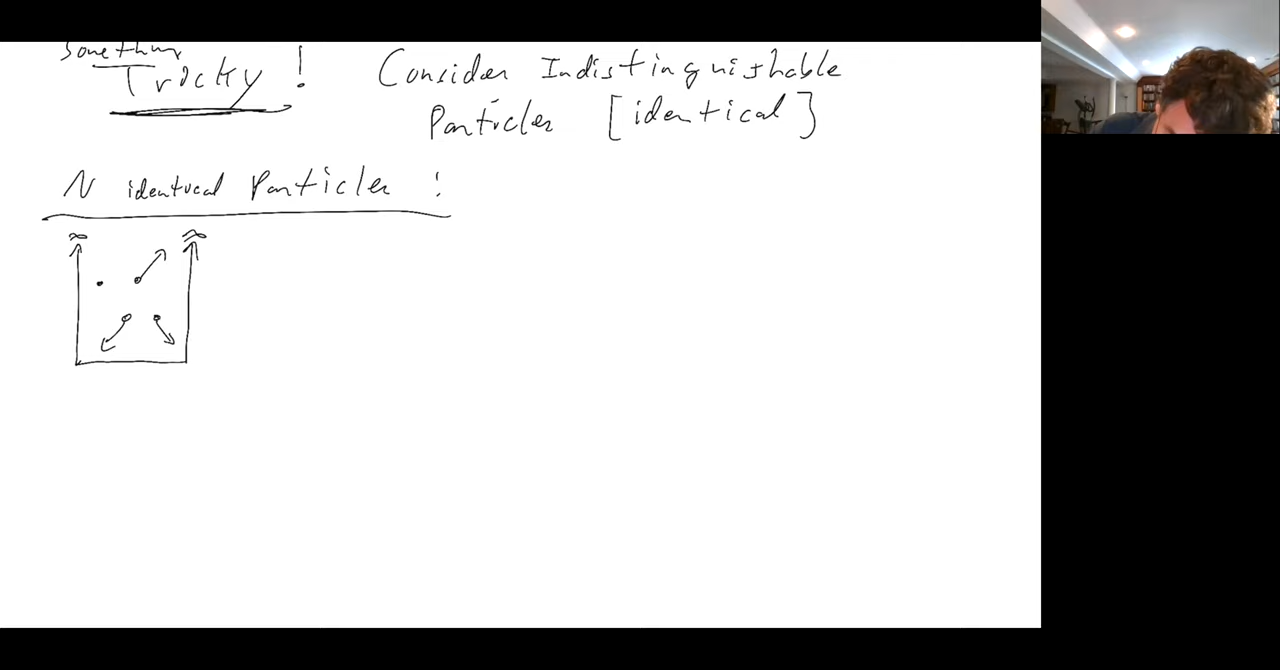 Something
Tricky ! Consider Indistinguishable
Particles [identical]
N identical Particles :
∞ ∞